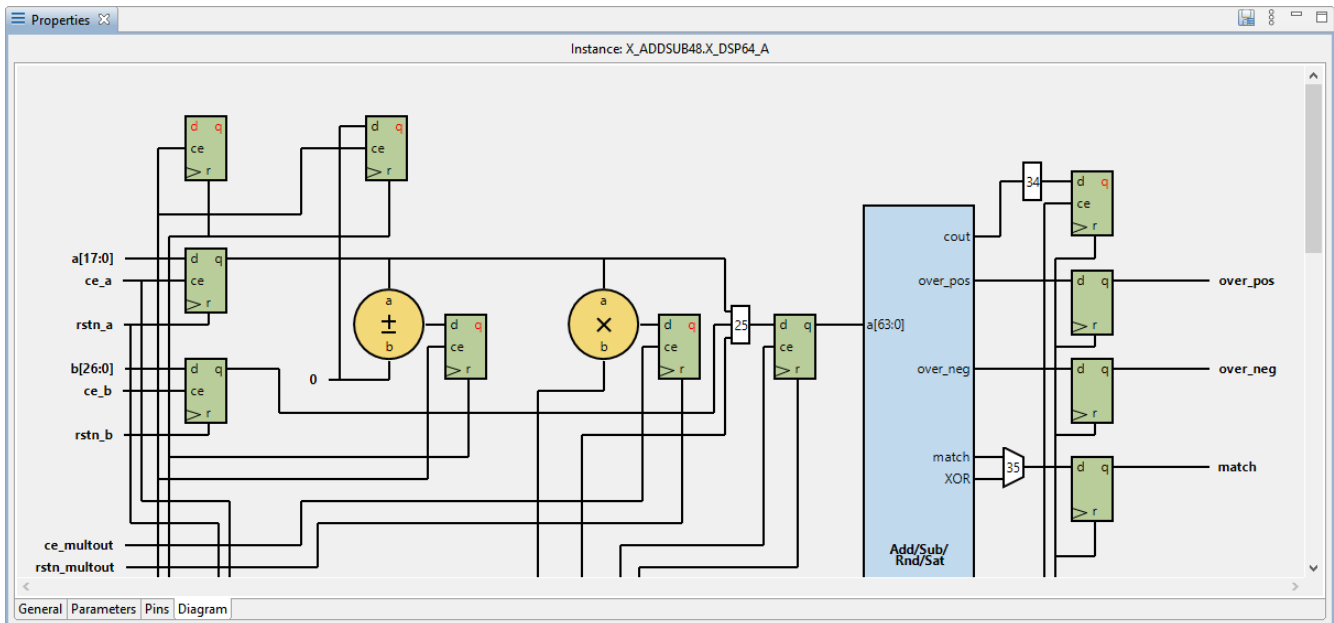 Properties
Instance: X_ADDSUB48.X_DSP64_A
d q
ce
r
d q
ce
r
34
d q
ce
r
cout
a[17:0]
d q
ce_a
ce
r
rstn_a
a
±
b
d q
ce
r
a
×
b
d q
ce
r
25
d q
ce
r
a[63:0]
over_pos
d q
r
over_pos
b[26:0]
d q
ce_b
ce
r
rstn_b
0
over_neg
d q
r
over_neg
match
XOR
35
d q
r
match
ce_multout
rstn_multout
Add/Sub/
Rnd/Sat
General Parameters Pins Diagram